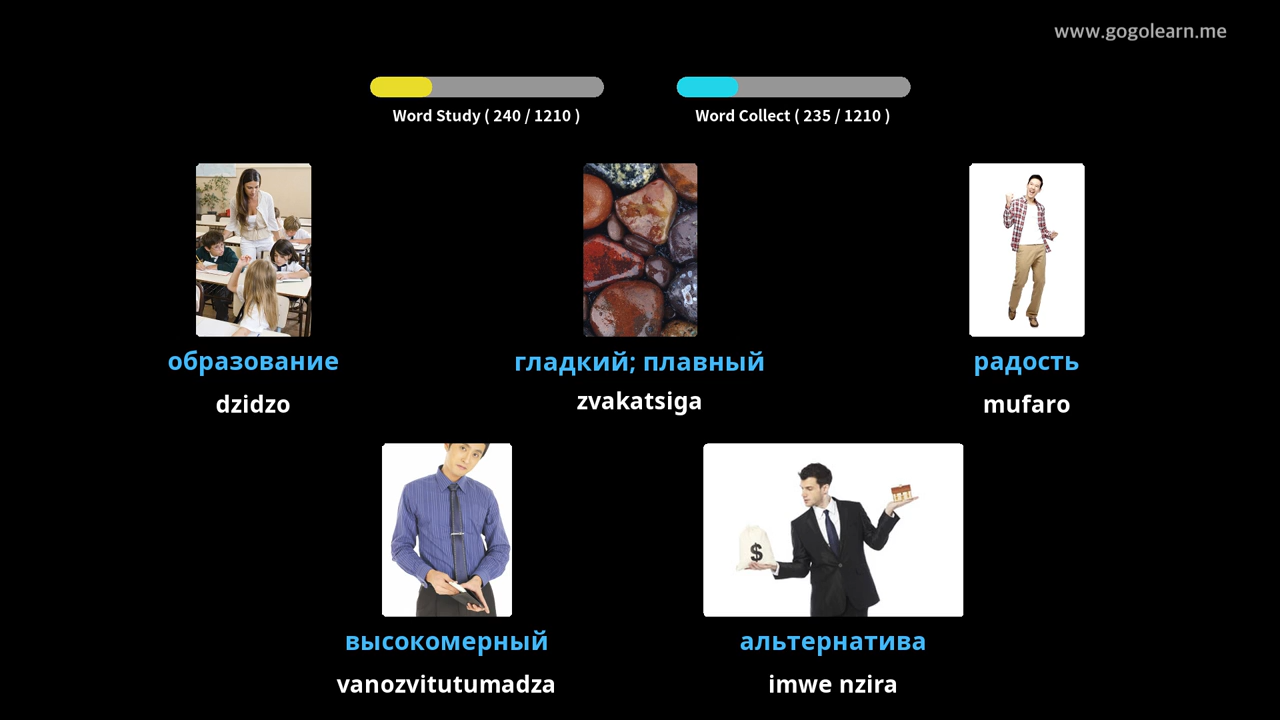 www.gogolearn.me
Word Study ( 240 / 1210 )
Word Collect ( 235 / 1210 )
образование
гладкий; плавный
радость
dzidzo
zvakatsiga
mufaro
$
высокомерный
альтернатива
vanozvitutumadza
imwe nzira